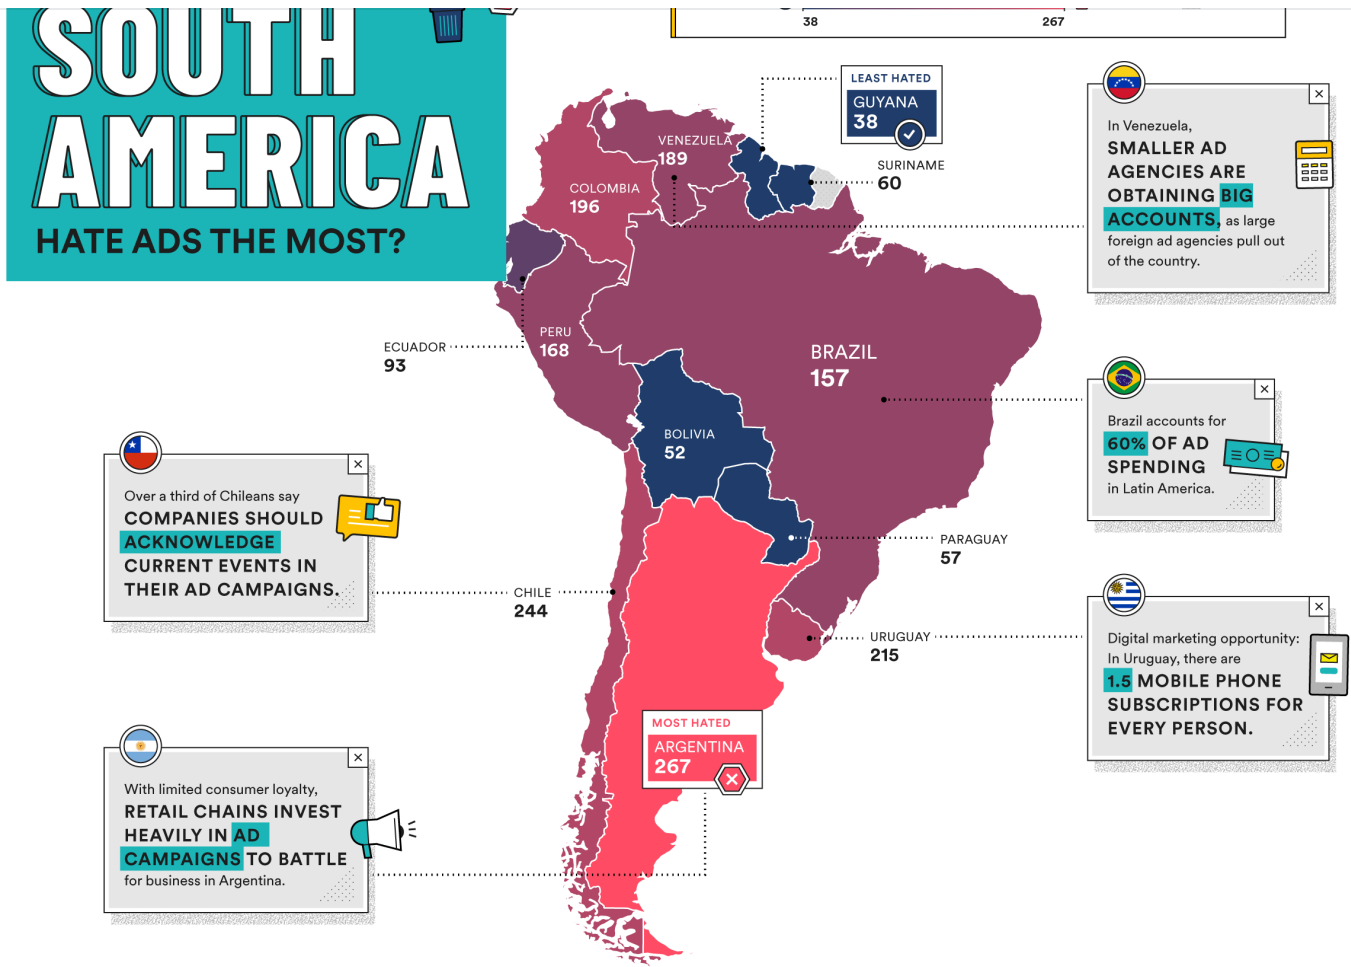 SOUTH
AMERICA
HATE ADS THE MOST?
38
267
LEAST HATED
GUYANA
38
SURINAME
60
VENEZUELA
189
COLOMBIA
196
ECUADOR
93
PERU
168
BRAZIL
157
BOLIVIA
52
PARAGUAY
57
CHILE
244
URUGUAY
215
MOST HATED
ARGENTINA
267
In Venezuela,
SMALLER AD
AGENCIES ARE
OBTAINING BIG
ACCOUNTS, as large
foreign ad agencies pull out
of the country.
Brazil accounts for
60% OF AD
SPENDING
in Latin America.
Over a third of Chileans say
COMPANIES SHOULD
ACKNOWLEDGE
CURRENT EVENTS IN
THEIR AD CAMPAIGNS.
Digital marketing opportunity:
In Uruguay, there are
1.5 MOBILE PHONE
SUBSCRIPTIONS FOR
EVERY PERSON.
With limited consumer loyalty,
RETAIL CHAINS INVEST
HEAVILY IN AD
CAMPAIGNS TO BATTLE
for business in Argentina.